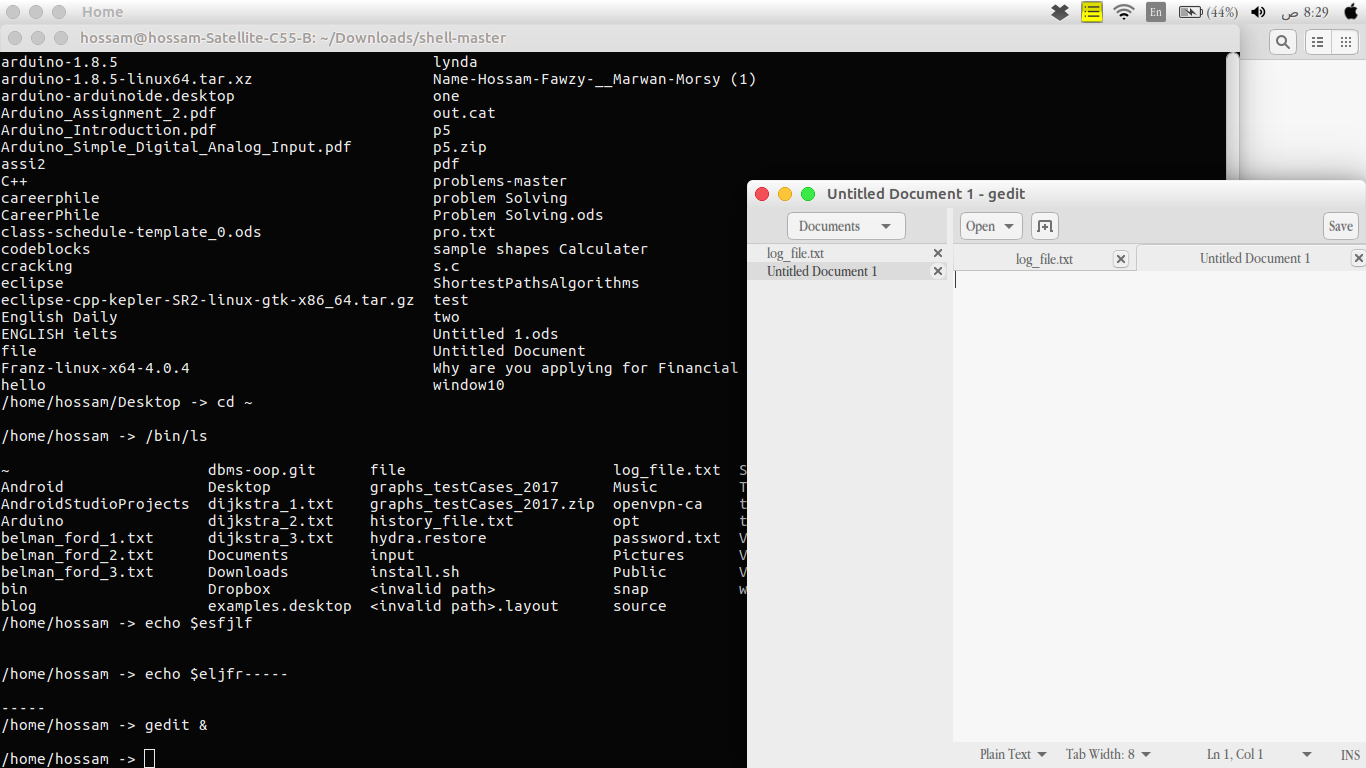 Home
En (44%) 8:29 ص
hossam@hossam-Satellite-C55-B: ~/Downloads/shell-master
arduino-1.8.5 lynda
arduino-1.8.5-linux64.tar.xz Name-Hossam-Fawzy-__Marwan-Morsy (1)
arduino-arduinoide.desktop one
Arduino_Assignment_2.pdf out.cat
Arduino_Introduction.pdf p5
Arduino_Simple_Digital_Analog_Input.pdf p5.zip
assi2 pdf
C++ problems-master
careerphile problem Solving
CareerPhile Problem Solving.ods
class-schedule-template_0.ods pro.txt
codeblocks sample shapes Calculater
cracking s.c
eclipse ShortestPathsAlgorithms
eclipse-cpp-kepler-SR2-linux-gtk-x86_64.tar.gz test
English Daily two
ENGLISH ielts Untitled 1.ods
file Untitled Document
Franz-linux-x64-4.0.4 Why are you applying for Financial
hello window10
/home/hossam/Desktop -> cd ~
/home/hossam -> /bin/ls
~ dbms-oop.git file log_file.txt S
Android Desktop graphs_testCases_2017 Music T
AndroidStudioProjects dijkstra_1.txt graphs_testCases_2017.zip openvpn-ca t
Arduino dijkstra_2.txt history_file.txt opt t
belman_ford_1.txt dijkstra_3.txt hydra.restore password.txt V
belman_ford_2.txt Documents input Pictures V
belman_ford_3.txt Downloads install.sh Public V
bin Dropbox <invalid path> snap w
blog examples.desktop <invalid path>.layout source
/home/hossam -> echo $esfjlf
/home/hossam -> echo $eljfr-----
-----
/home/hossam -> gedit &
/home/hossam ->
Untitled Document 1 - gedit
Documents Open Save
log_file.txt
Untitled Document 1
log_file.txt Untitled Document 1
Plain Text Tab Width: 8 Ln 1, Col 1 INS